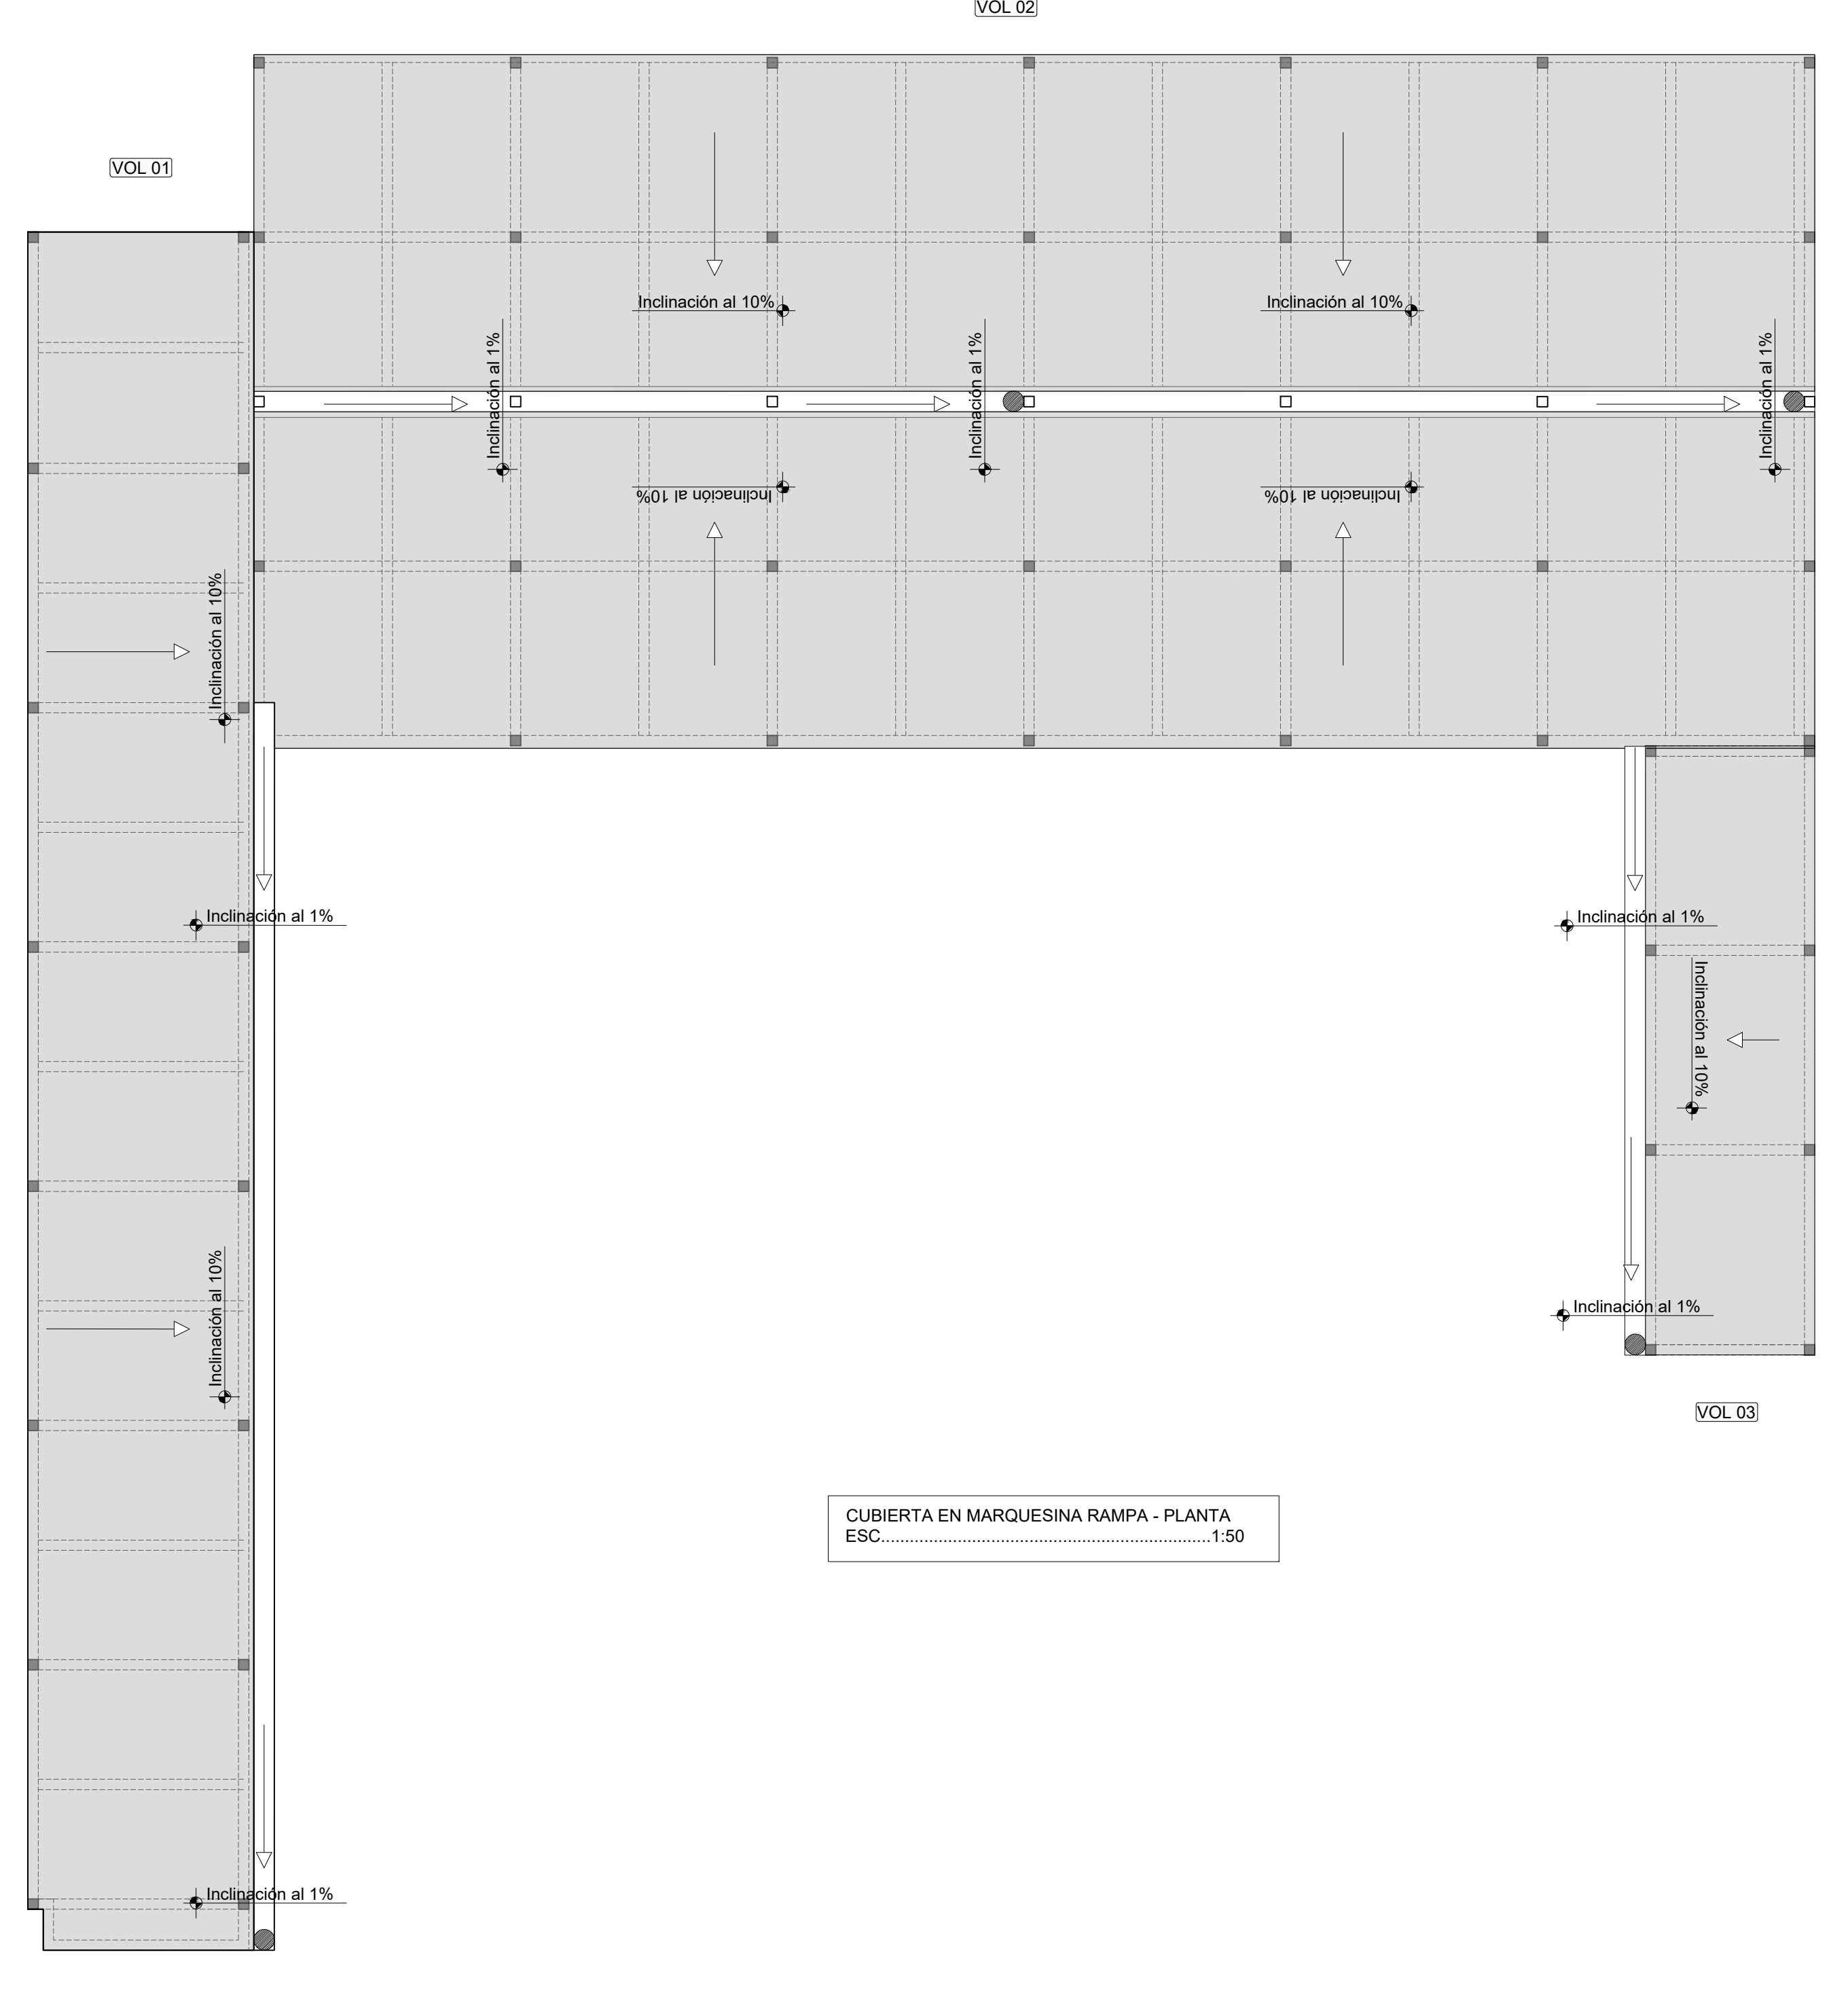 VOL 02
VOL 01
Inclinación al 10%
Inclinación al 10%
Inclinación al 1%
Inclinación al 1%
Inclinación al 1%
Inclinación al 10%
Inclinación al 10%
Inclinación al 10%
Inclinación al 1%
Inclinación al 1%
Inclinación al 10%
Inclinación al 10%
Inclinación al 1%
VOL 03
CUBIERTA EN MARQUESINA RAMPA - PLANTA
ESC......................................................................1:50
Inclinación al 1%